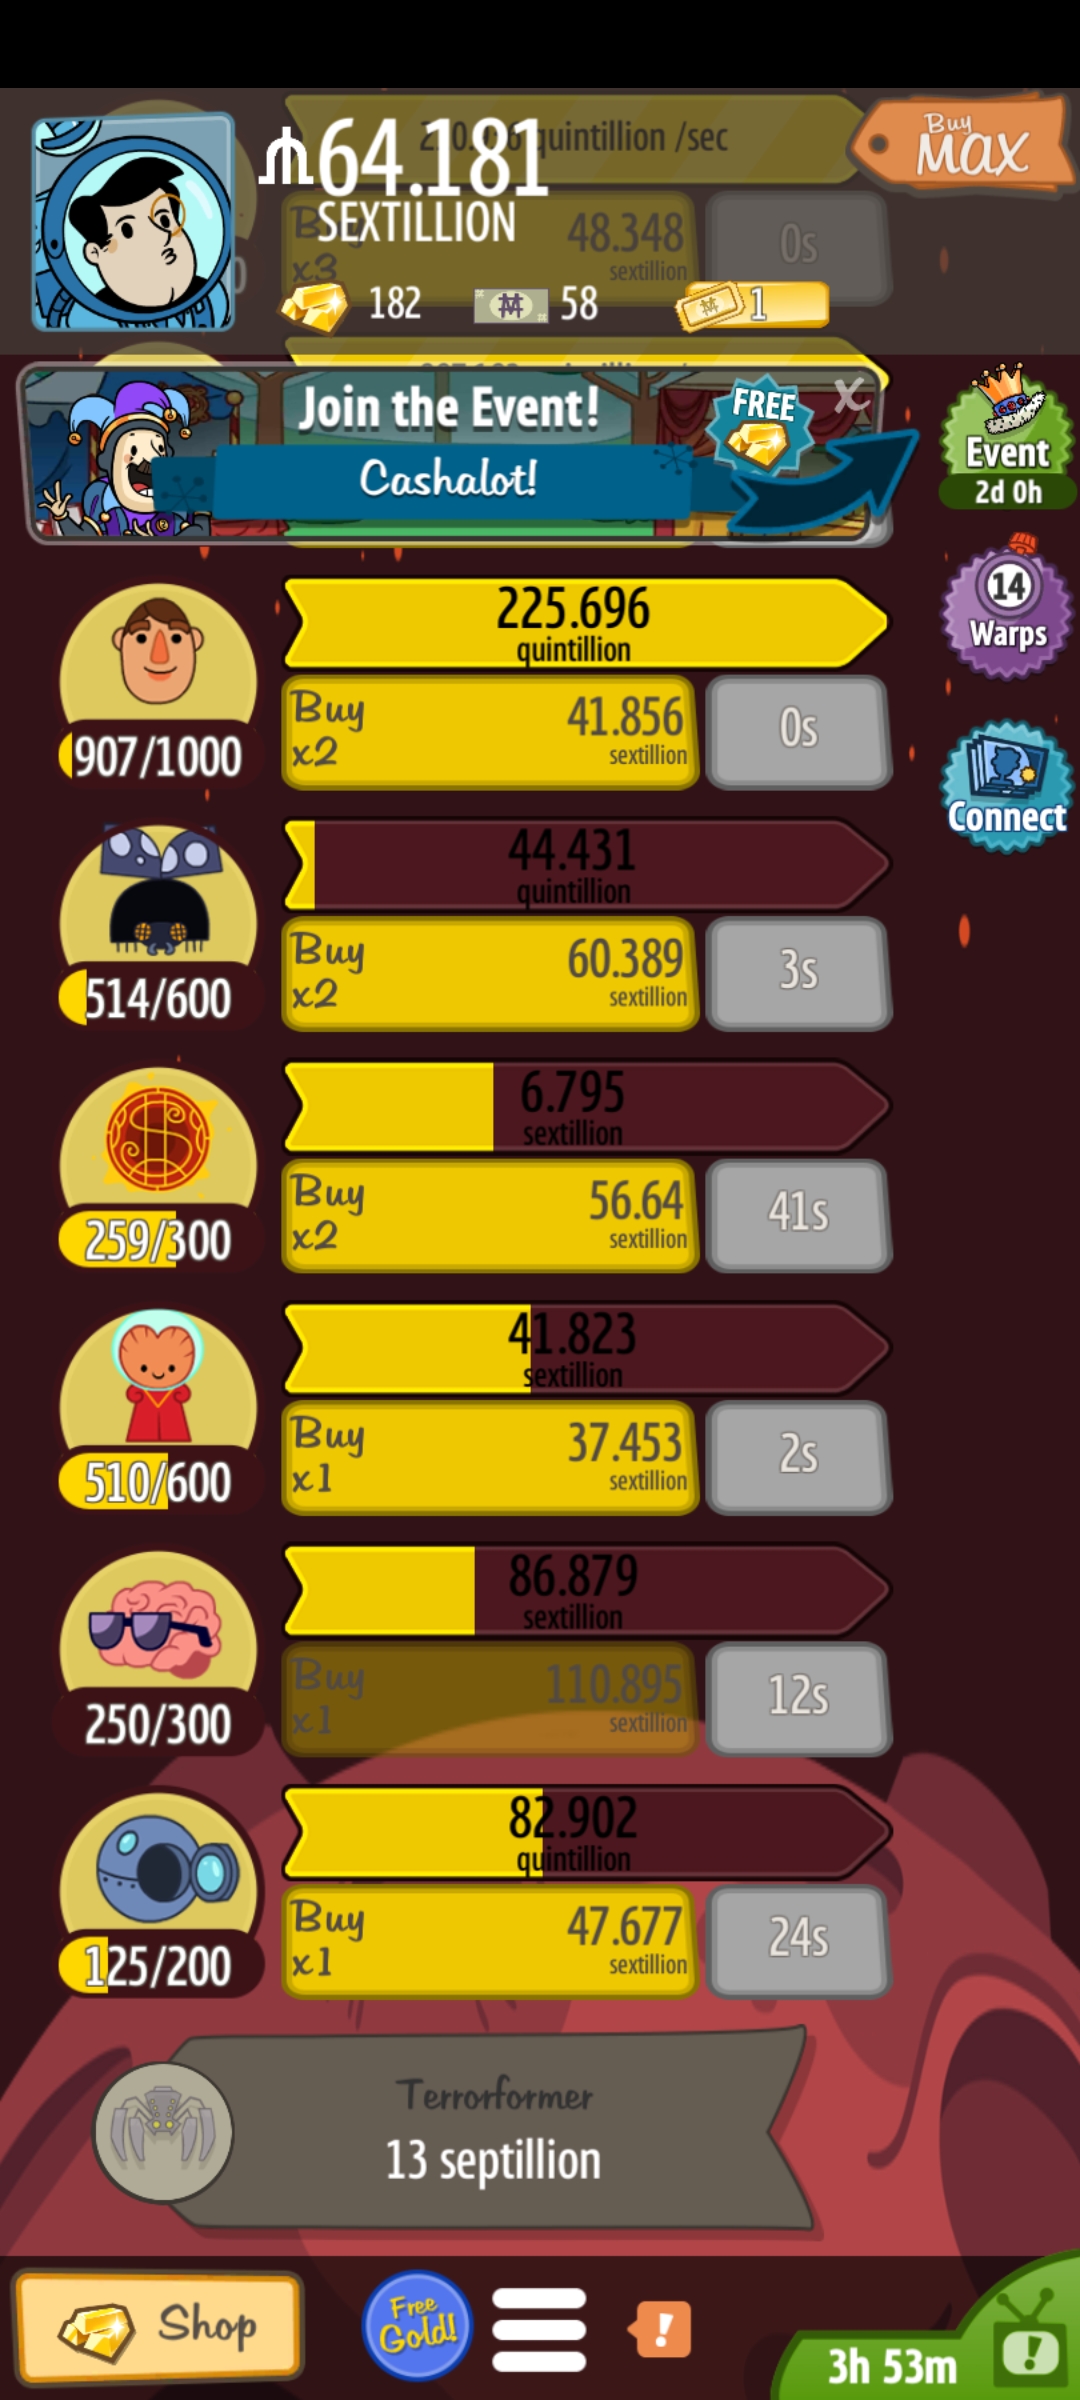 64.181
SEXTILLION
quintillion /sec
Buy
MAX
x3
48.348
sextillion
0s
182
58
1
Join the Event!
Cashalot!
FREE
X
Event
2d 0h
14
Warps
Connect
225.696
quintillion
907/1000
Buy
x2
41.856
sextillion
0s
44.431
quintillion
514/600
Buy
x2
60.389
sextillion
3s
6.795
sextillion
259/300
Buy
x2
56.64
sextillion
41s
41.823
sextillion
510/600
Buy
x1
37.453
sextillion
2s
86.879
sextillion
250/300
Buy
x1
110.895
sextillion
12s
82.902
quintillion
125/200
Buy
x1
47.677
sextillion
24s
Terrorformer
13 septillion
Shop
Free
Gold!
!
3h 53m
!